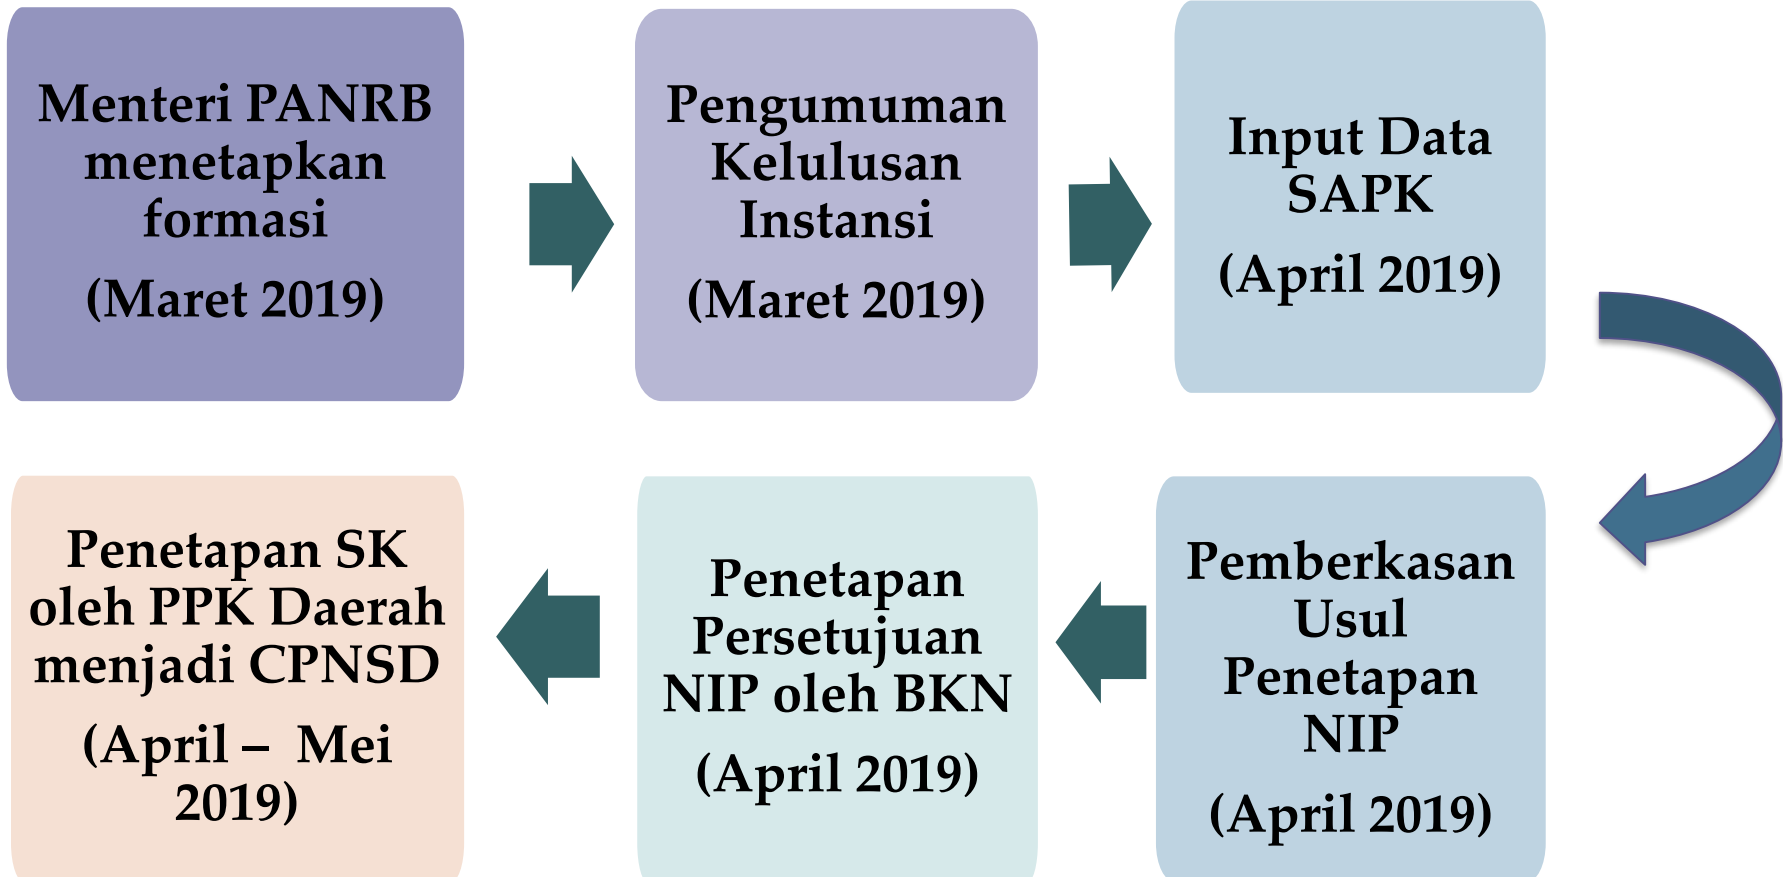 Menteri PANRB
menetapkan
formasi
(Maret 2019)
Pengumuman
Kelulusan
Instansi
(Maret 2019)
Input Data
SAPK
(April 2019)
Pemberkasan
Usul
Penetapan
NIP
(April 2019)
Penetapan
Persetujuan
NIP oleh BKN
(April 2019)
Penetapan SK
oleh PPK Daerah
menjadi CPNSD
(April – Mei
2019)